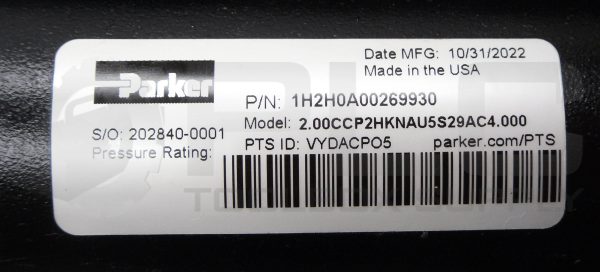 Parker
Date MFG: 10/31/2022
Made in the USA
P/N: 1H2H0A00269930
S/O: 202840-0001
Model: 2.00CCP2HKNAU5S29AC4.000
Pressure Rating:
PTS ID: VYDACPO5
parker.com/PTS